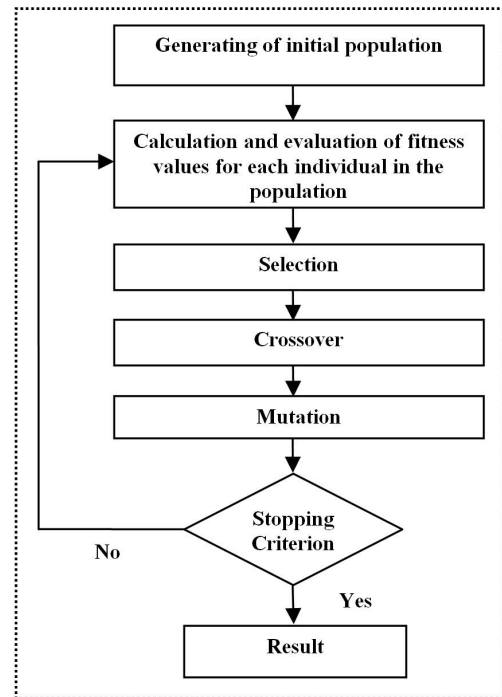 Generating of initial population
Calculation and evaluation of fitness
values for each individual in the
population
Selection
Crossover
Mutation
Stopping
Criterion
No
Yes
Result